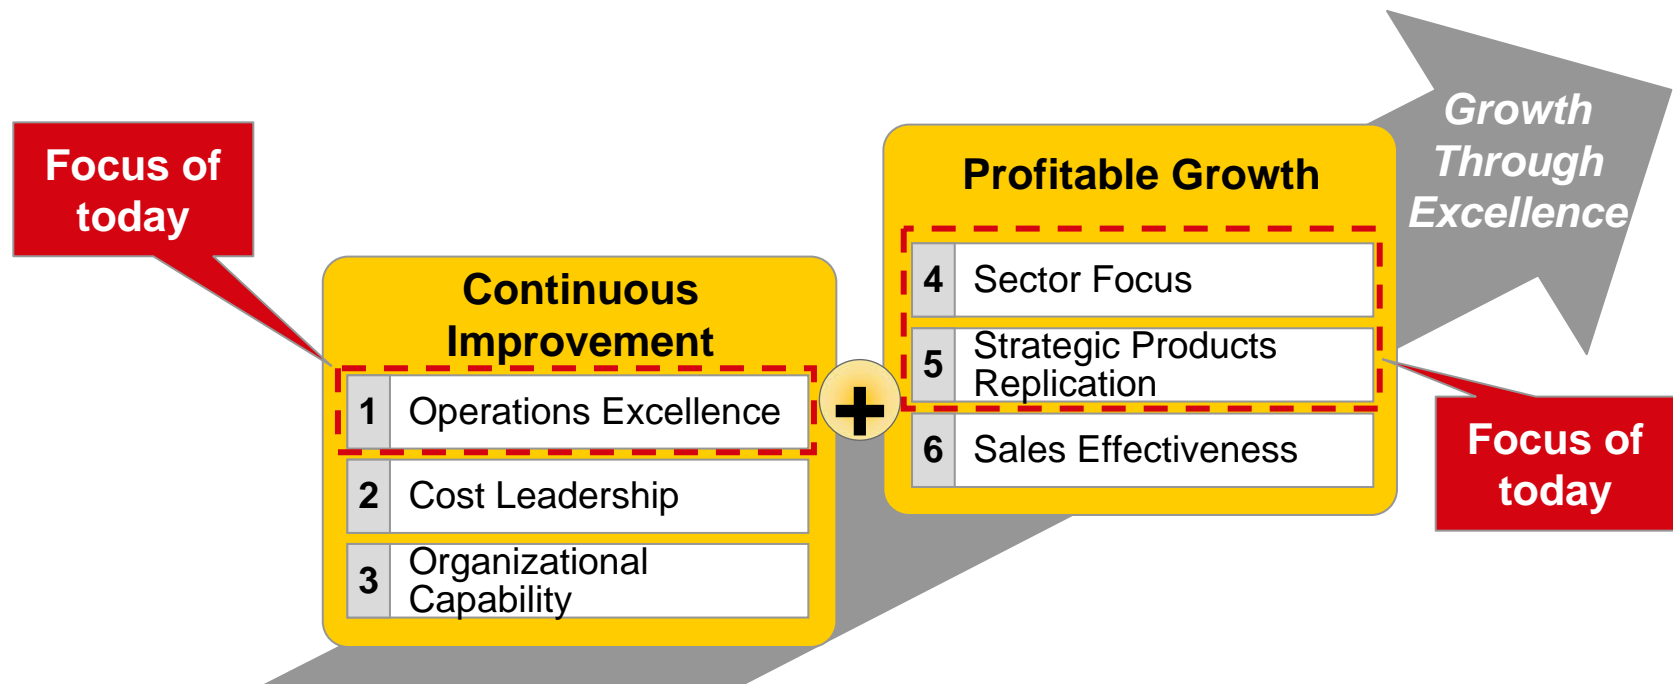 Growth
Through
Excellence
Focus of
today
Profitable Growth
4 Sector Focus
5 Strategic Products
Replication
6 Sales Effectiveness
Continuous
Improvement
1 Operations Excellence
2 Cost Leadership
3 Organizational
Capability
+
Focus of
today